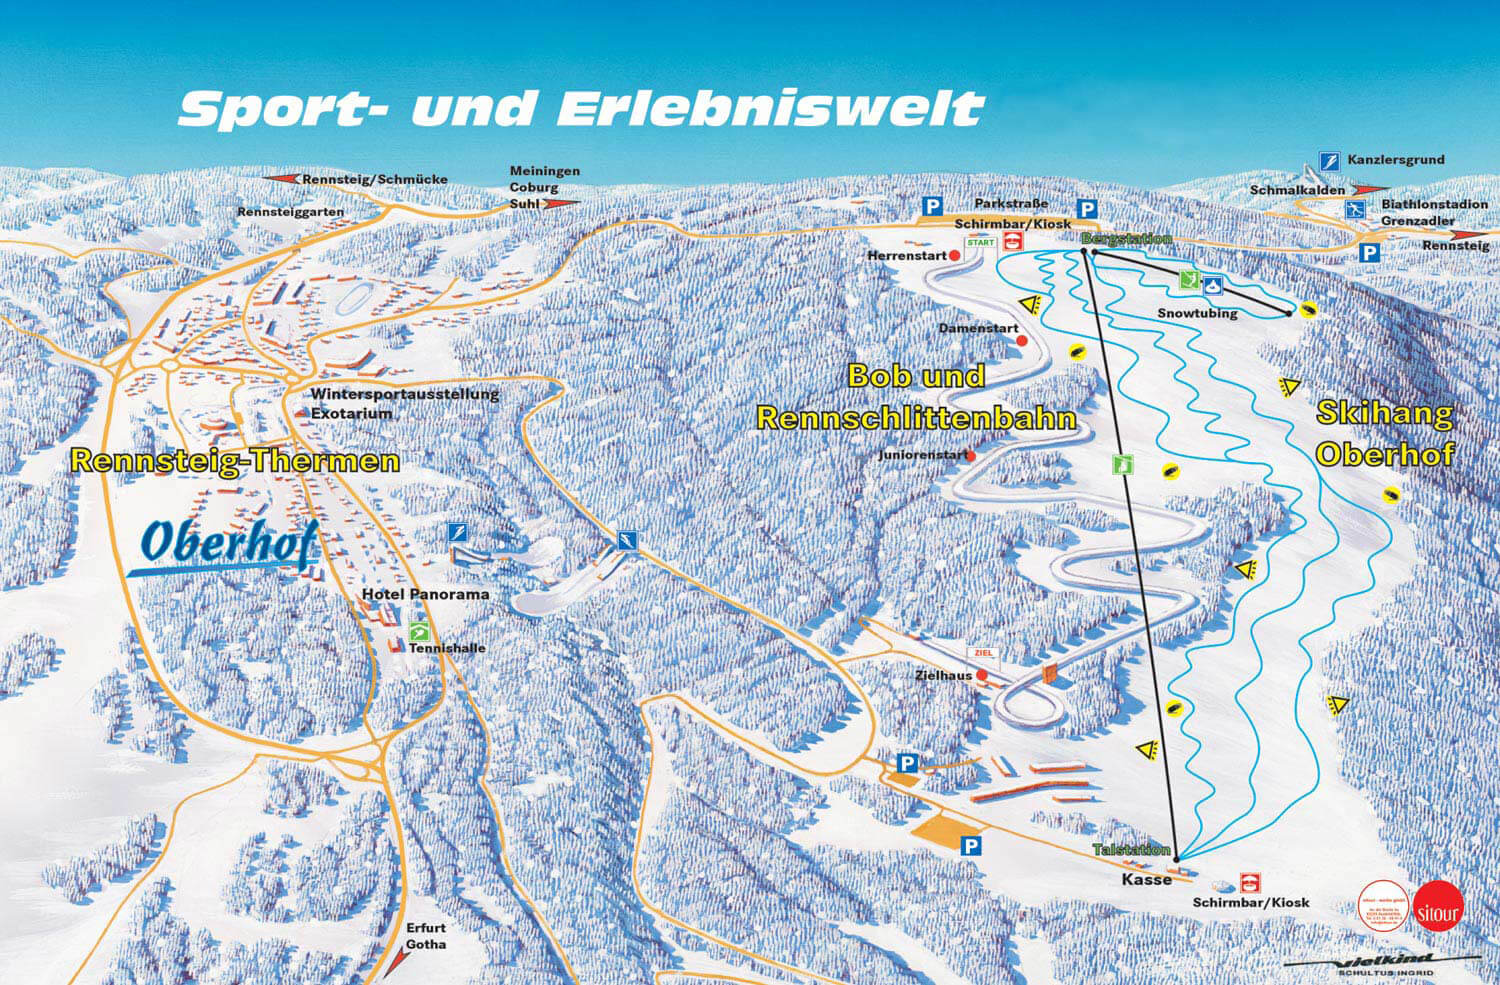 Sport- und Erlebniswelt
Kanzlersgrund
Meiningen
Coburg
Suhl
Rennsteig/Schmücke
Schmalkalden
Rennsteiggarten
P
Parkstraße
P
Biathlonstadion
Grenzadler
Schirmbar/Kiosk
START
Bergstation
Rennsteig
P
Herrenstart
Snowtubing
Damenstart
Bob und
Rennschlittenbahn
Wintersportausstellung
Exotarium
Skihang
Oberhof
Juniorenstart
Rennsteig-Thermen
Oberhof
Hotel Panorama
Tennishalle
ZIEL
Zielhaus
P
P
Talstation
Kasse
Schirmbar/Kiosk
sitour
Erfurt
Gotha
Vielkind
SCHULTUS INGRID